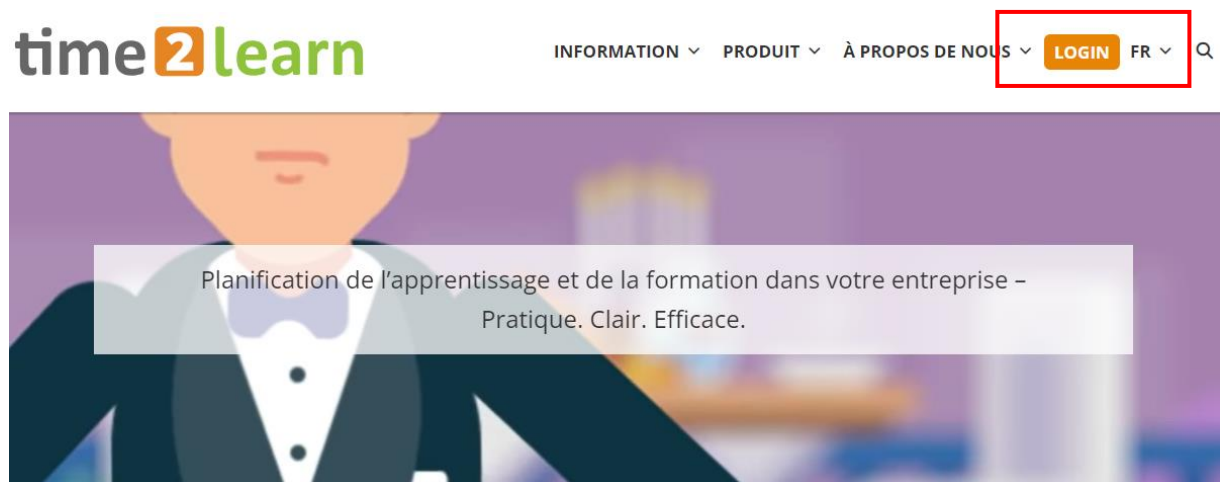 time2learn
INFORMATION PRODUIT À PROPOS DE NOUS LOGIN FR
Planification de l’apprentissage et de la formation dans votre entreprise –
Pratique. Clair. Efficace.